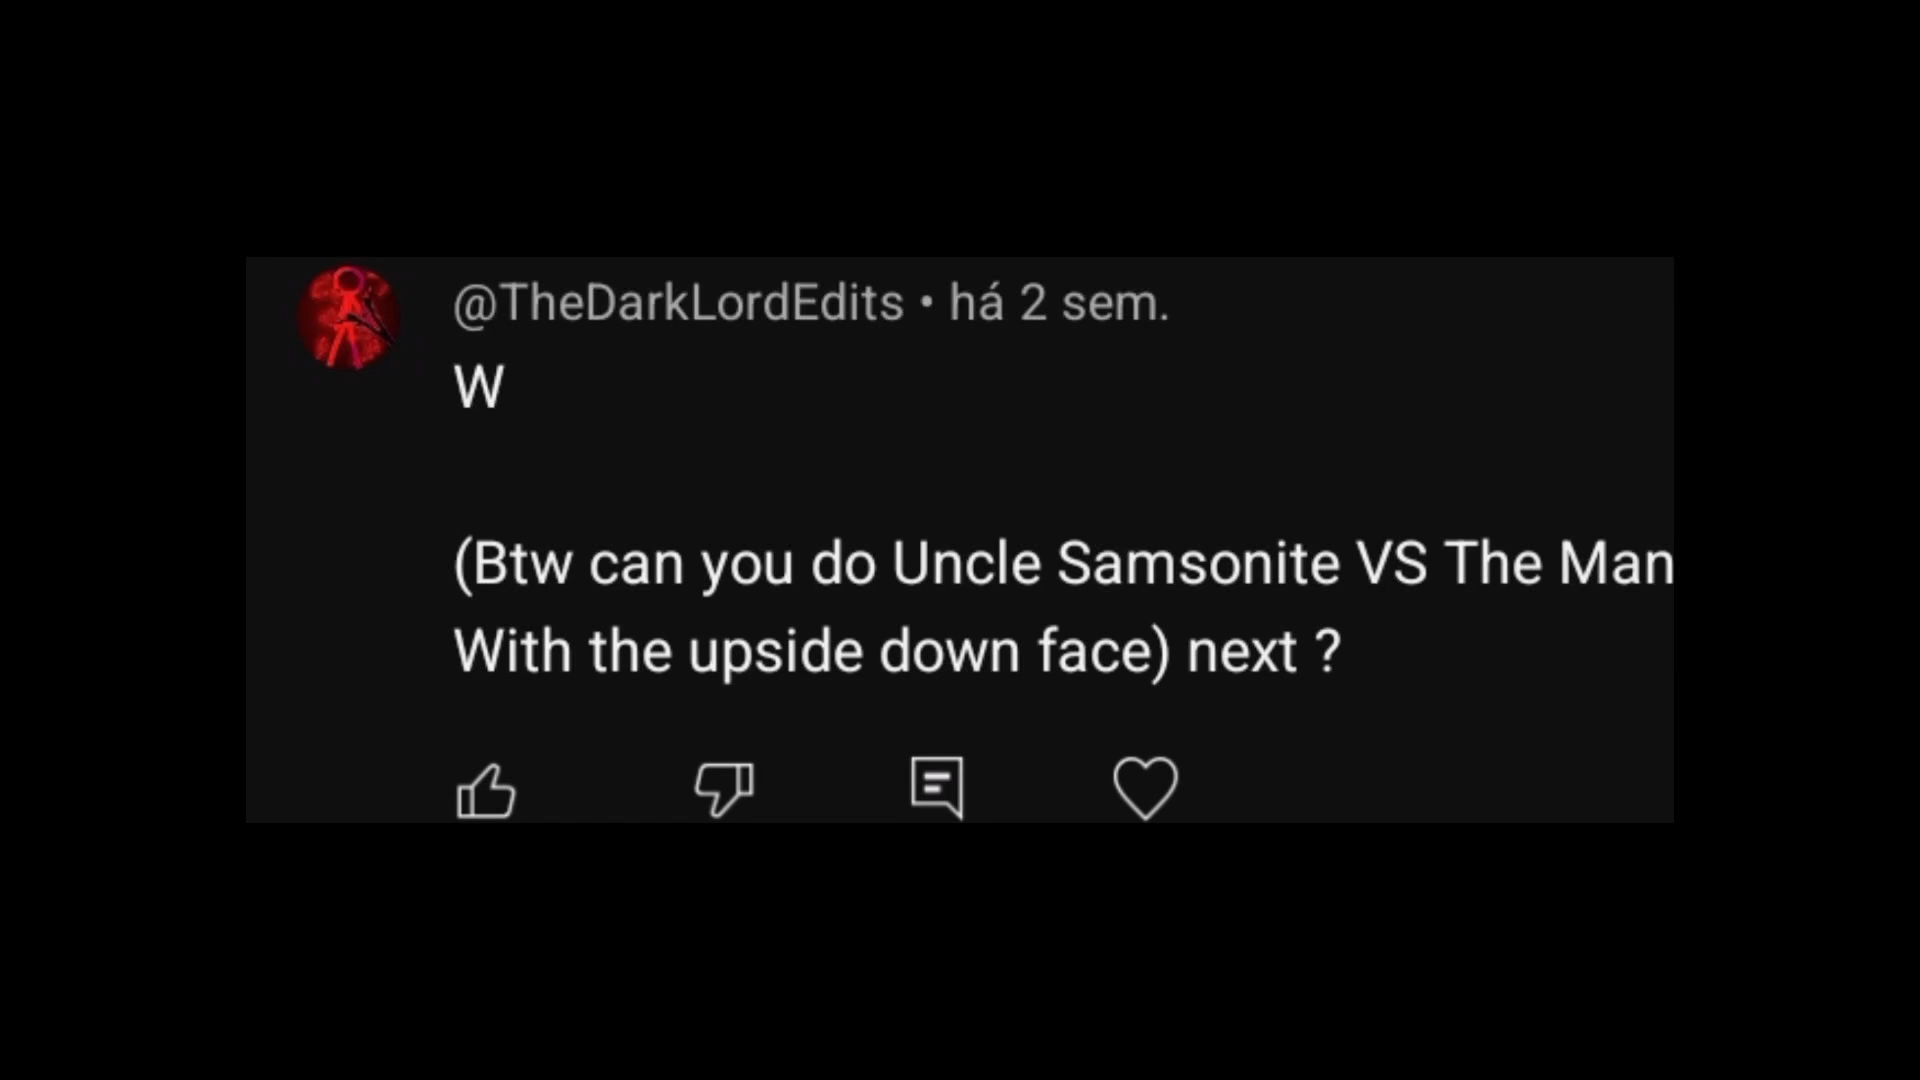 @TheDarkLordEdits • há 2 sem.
W
(Btw can you do Uncle Samsonite VS The Man
With the upside down face) next ?